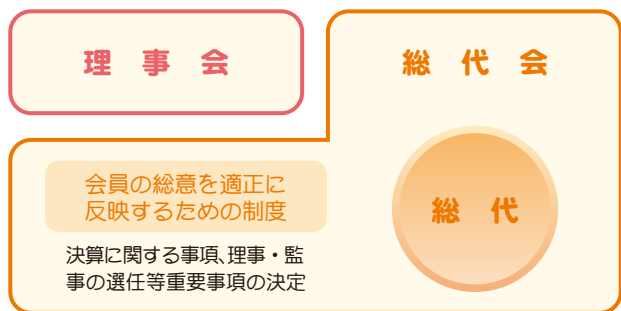 理事会
総代会
会員の総意を適正に
反映するための制度
決算に関する事項、理事・監
事の選任等重要事項の決定
総代